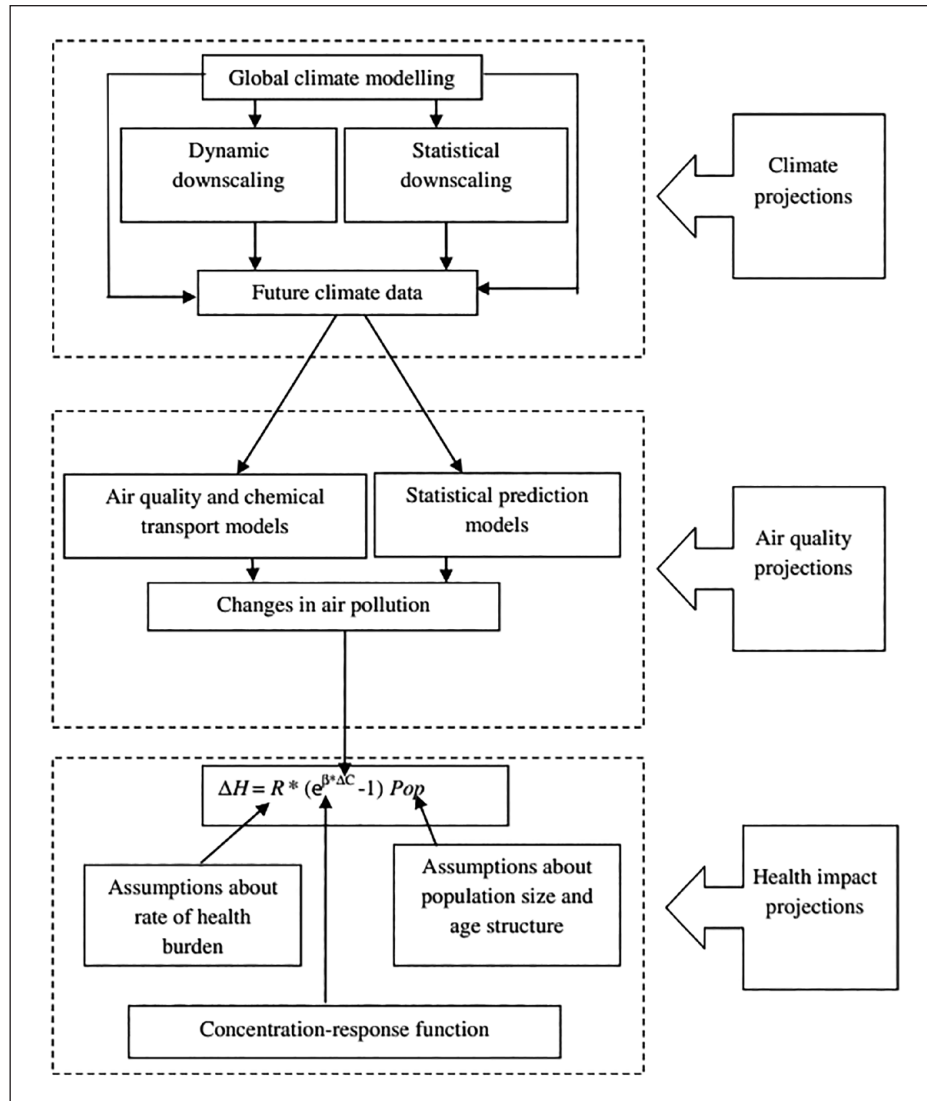 Global climate modelling
Dynamic
downscaling
Statistical
downscaling
Future climate data
Climate
projections
Air quality and chemical
transport models
Statistical prediction
models
Changes in air pollution
Air quality
projections
ΔH = R * (e^β*ΔC -1) Pop
Assumptions about
rate of health
burden
Assumptions about
population size and
age structure
Concentration-response function
Health impact
projections